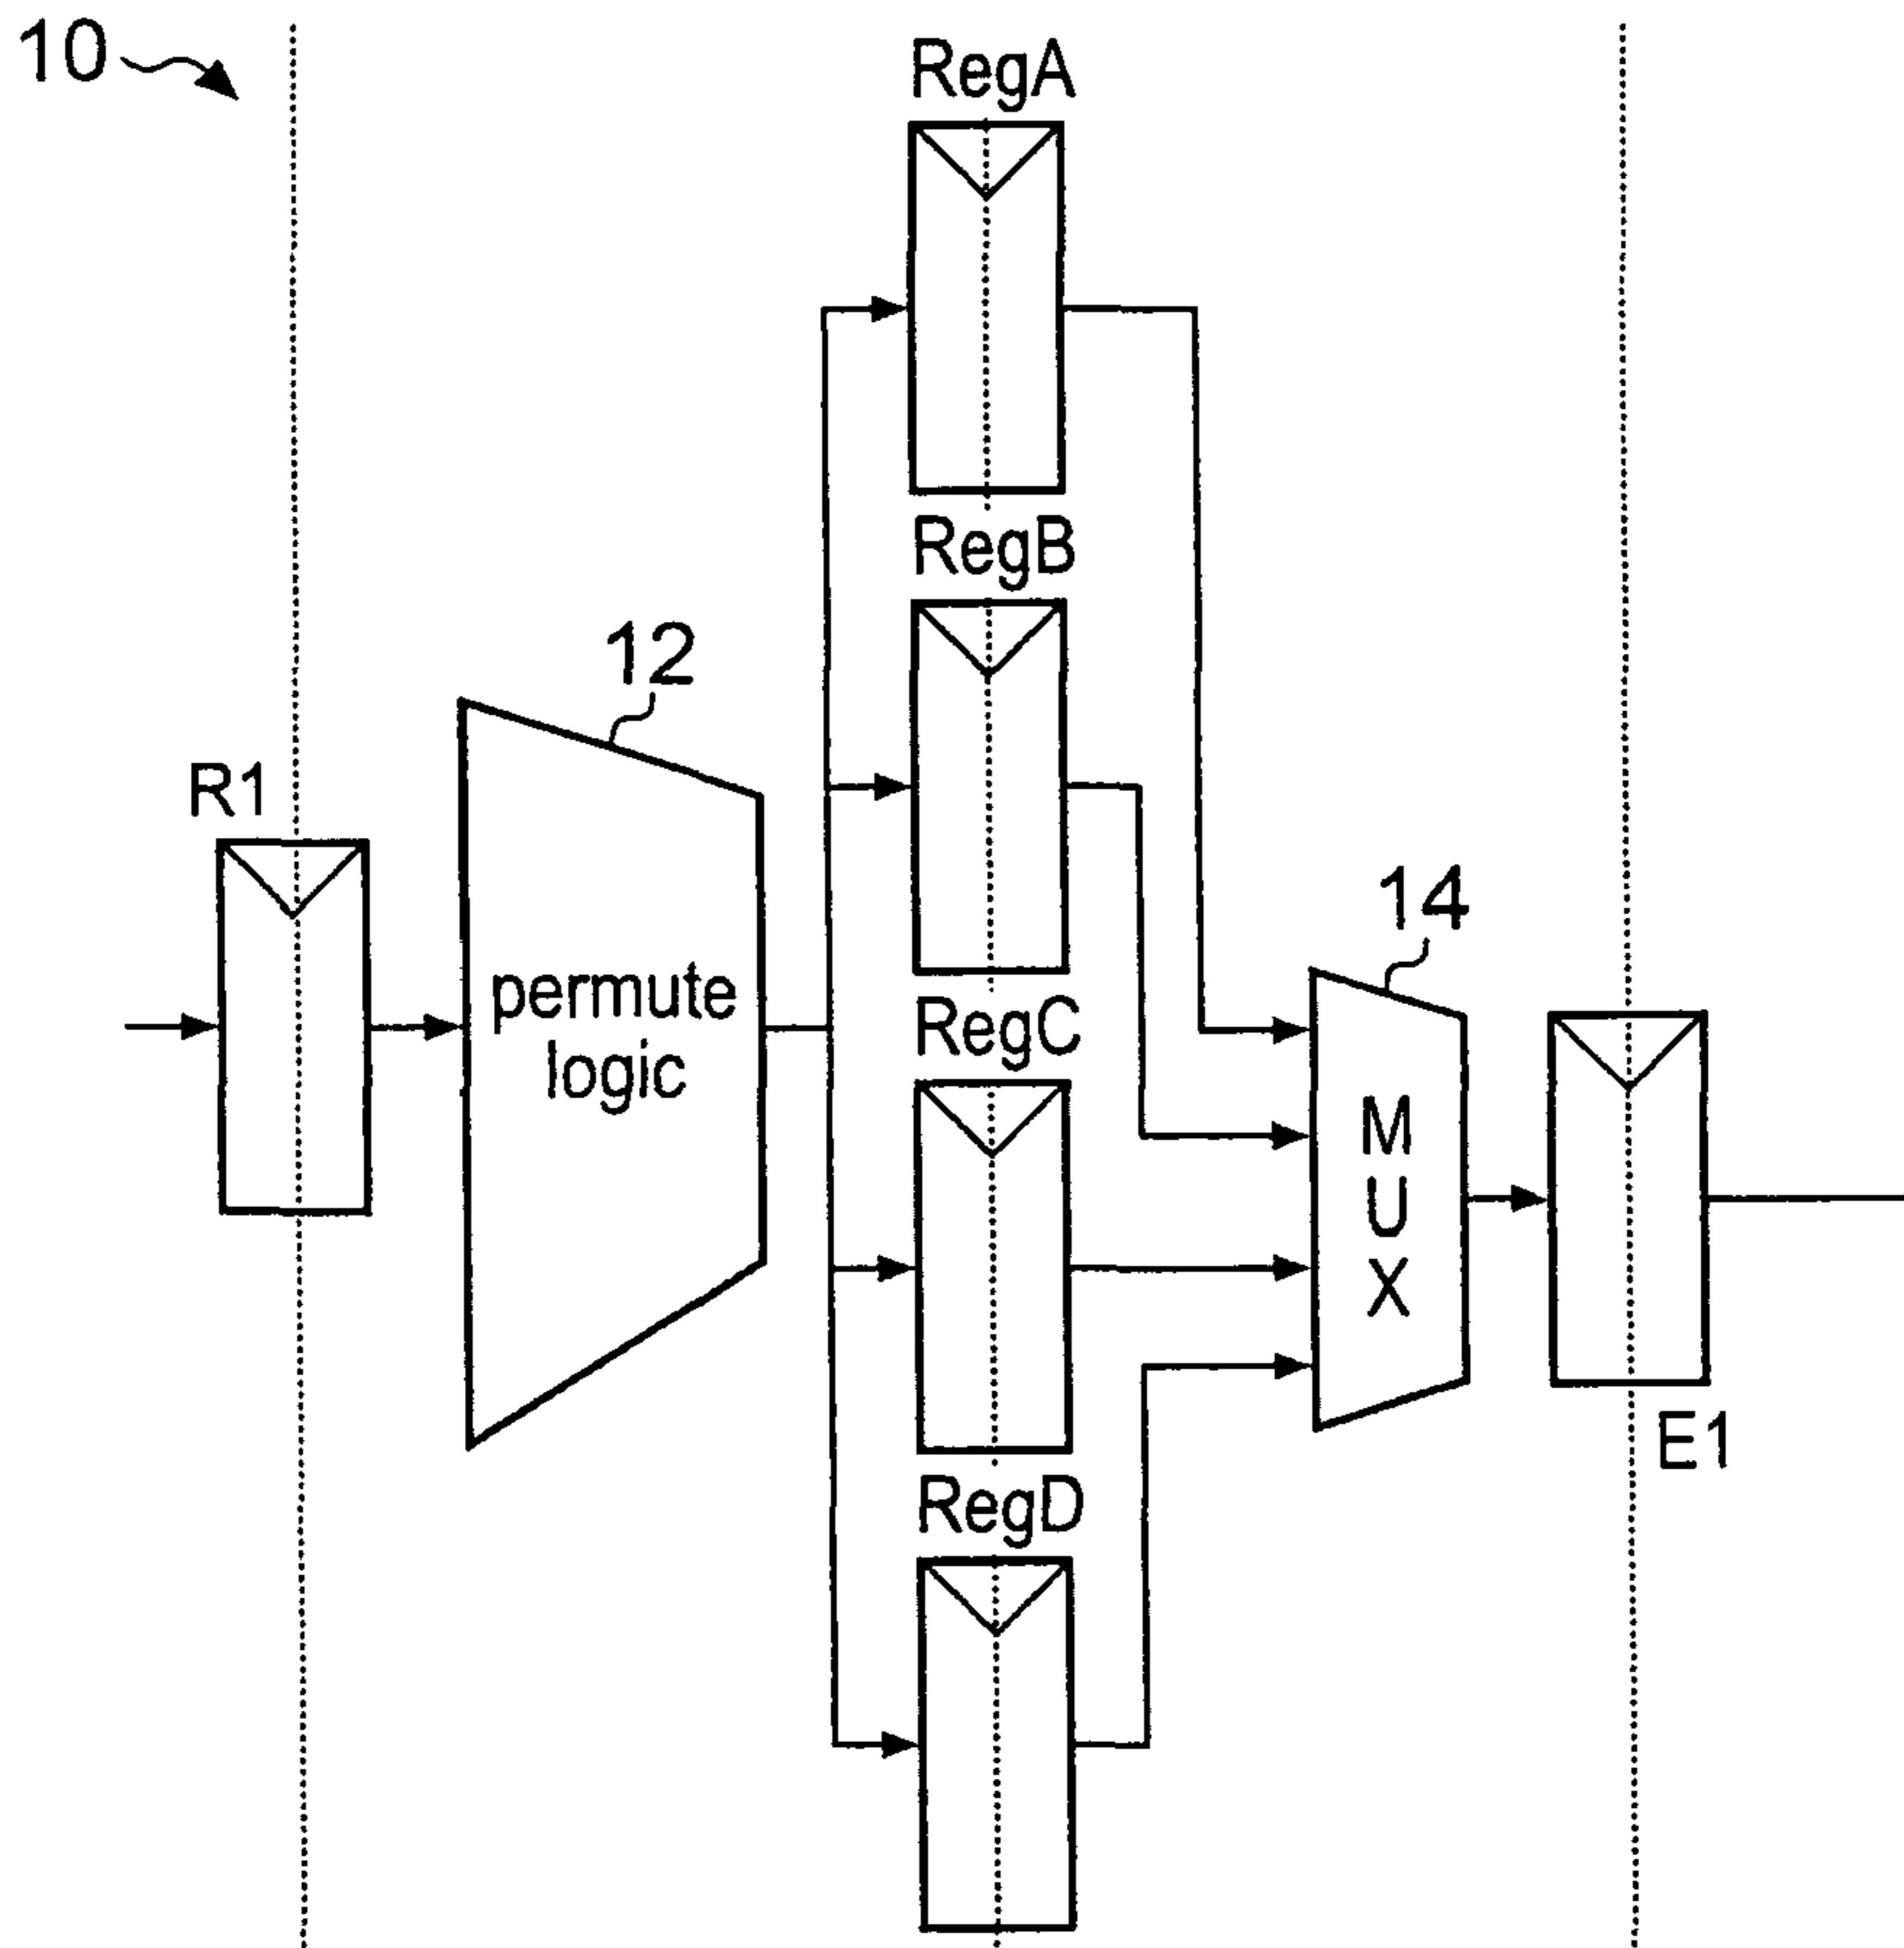 10
RegA
RegB
12
R1
14
permute
logic
RegC
M
U
X
E1
RegD